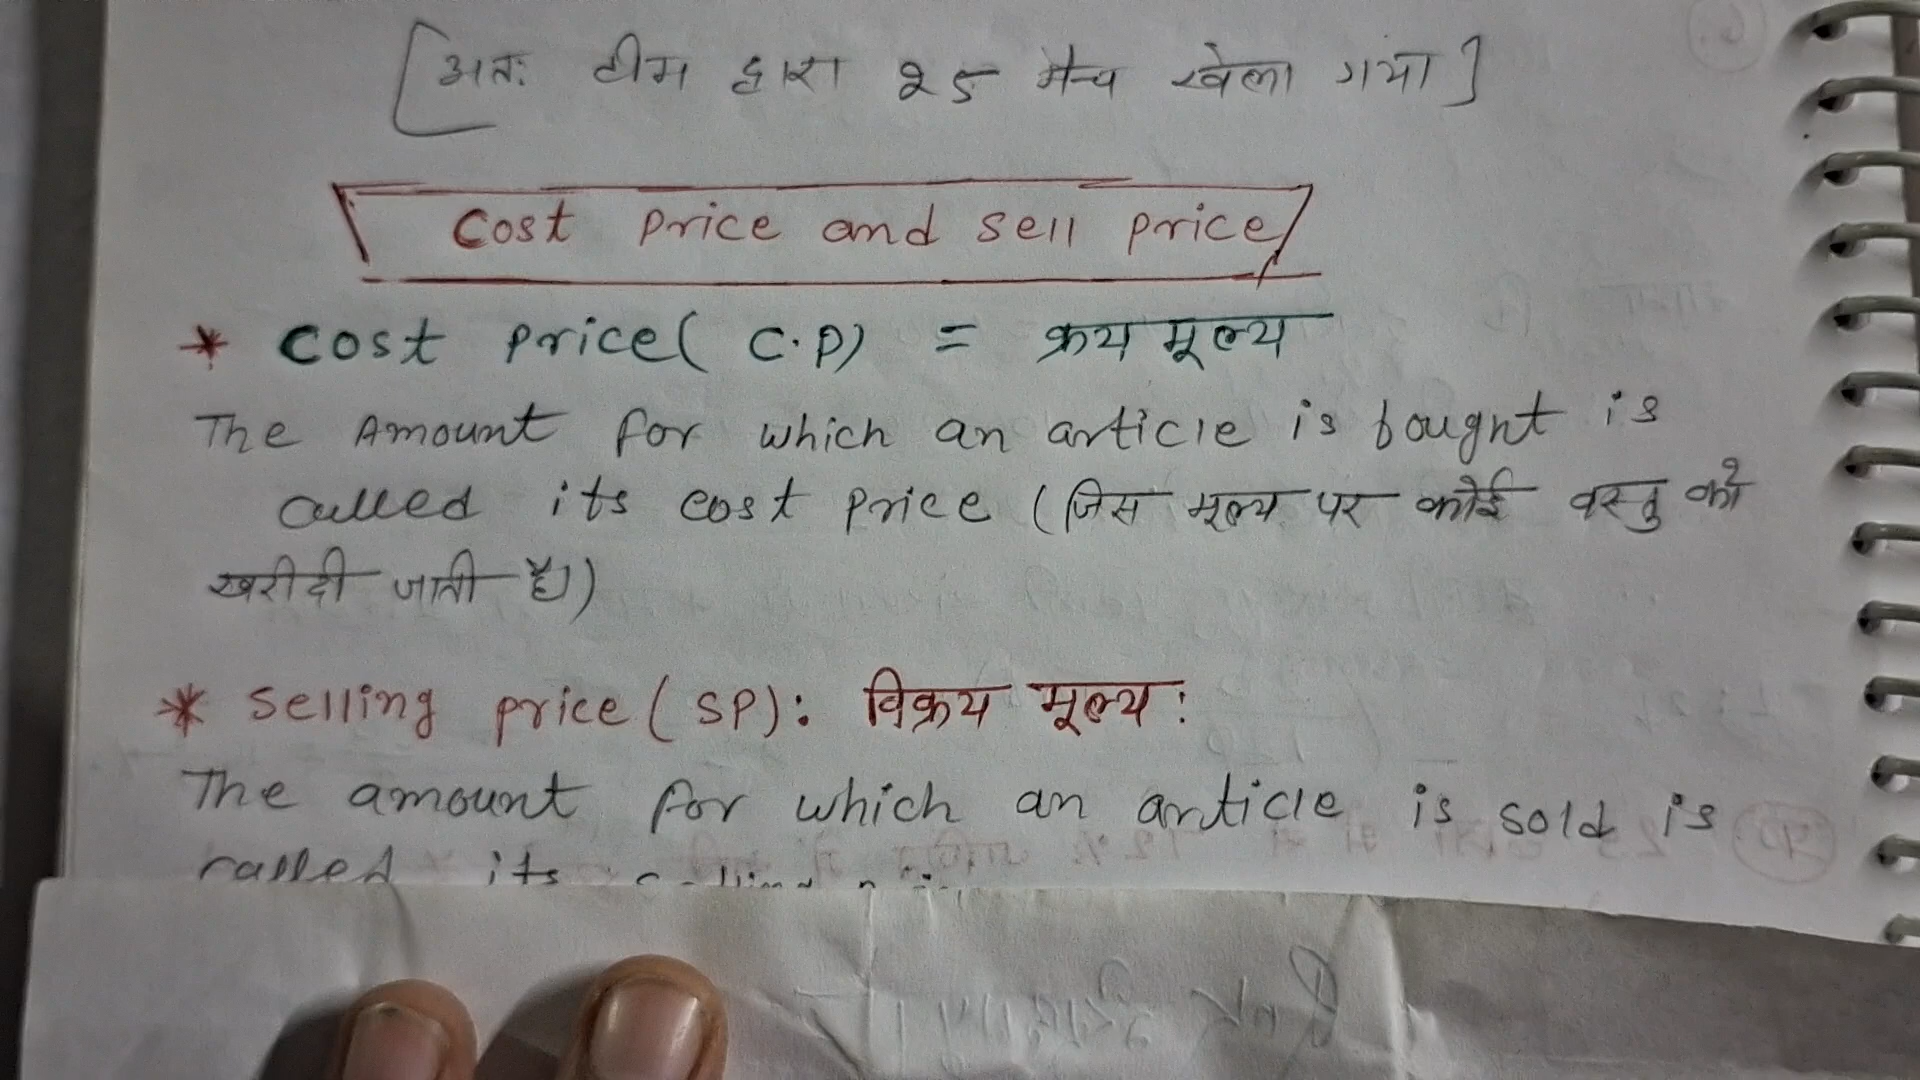 [अतः टीम द्वारा 25 मैन्च खेला गया]
Cost price and sell price
* Cost price( C.P) = क्रय मूल्य
The Amount for which an article is bought is
called its cost price (जिस मूल्य पर कोई वस्तु को
खरीदी जाती है।)
* Selling price( SP): विक्रय मूल्य:
The amount for which an article is sold is
called its